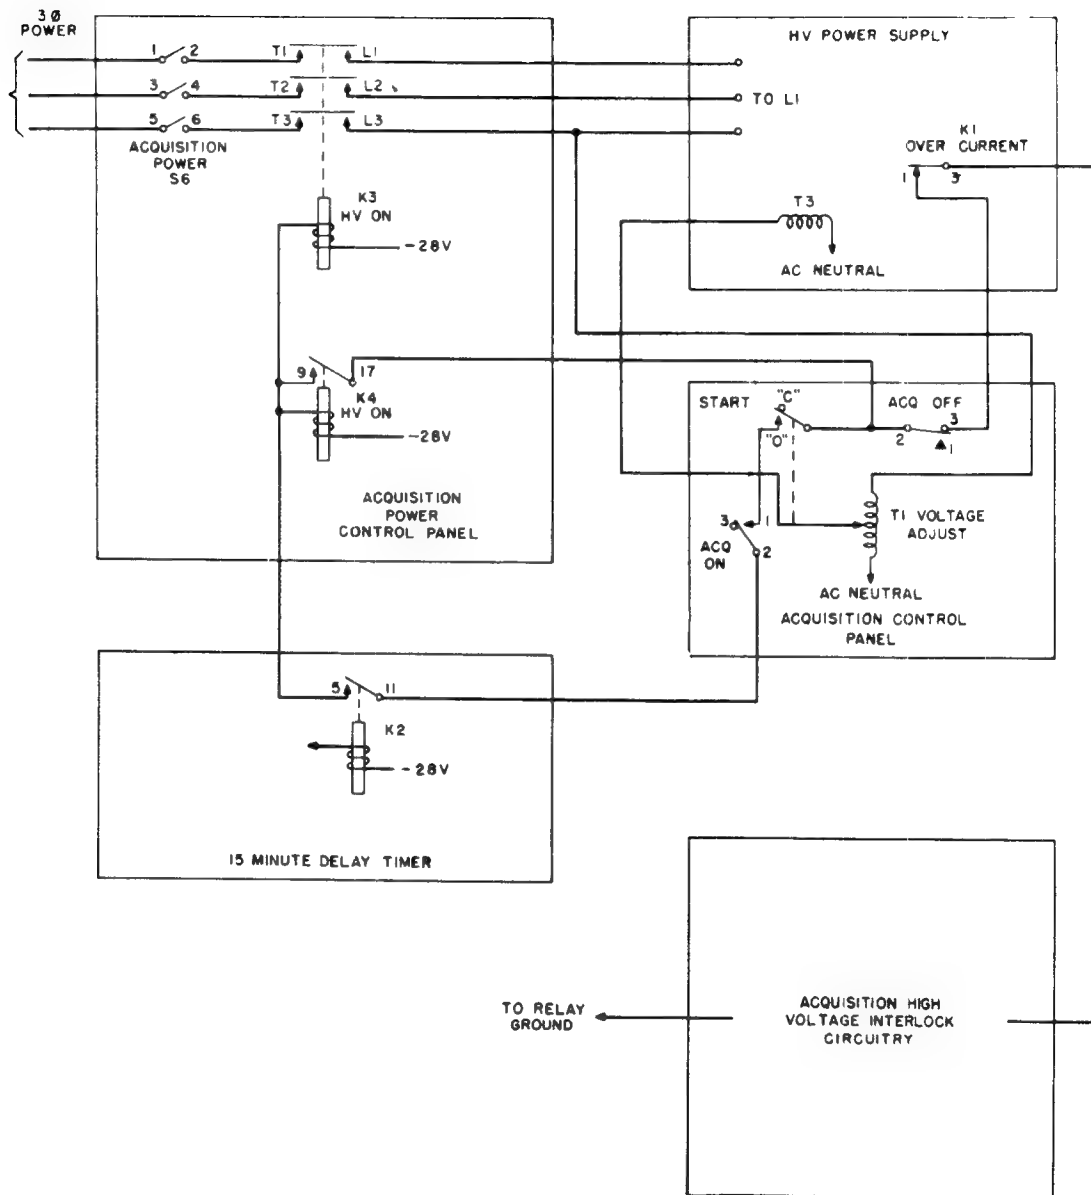 3Ø
POWER
1 2
3 4
5 6
ACQUISITION
POWER
S6
T1 L1
T2 L2
T3 L3
K3
HV ON
-28V
9 17
K4
HV ON
-28V
ACQUISITION
POWER
CONTROL PANEL
HV POWER SUPPLY
TO L1
K1
OVER CURRENT
1 3
T3
AC NEUTRAL
START "C" ACQ OFF
"O" 2 3
1
3 1
ACQ
ON
2
T1 VOLTAGE
ADJUST
AC NEUTRAL
ACQUISITION CONTROL
PANEL
5 11
K2
-28V
15 MINUTE DELAY TIMER
TO RELAY
GROUND
ACQUISITION HIGH
VOLTAGE INTERLOCK
CIRCUITRY